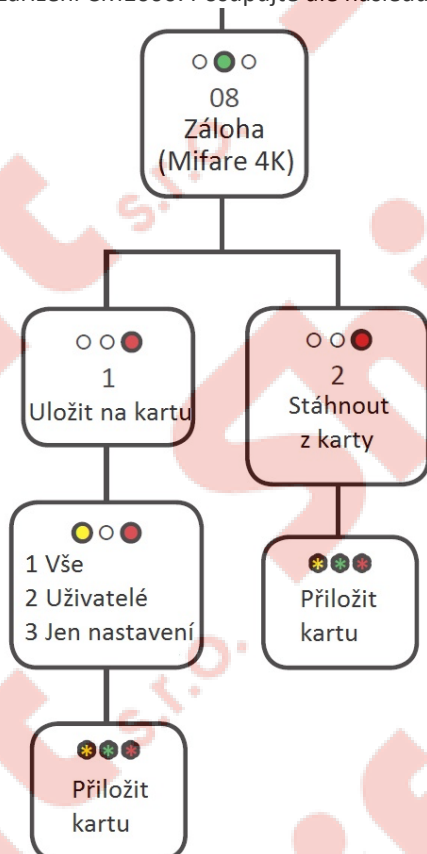 08
Záloha
(Mifare 4K)
1
Uložit na kartu
2
Stáhnout
z karty
1 Vše
2 Uživatelé
3 Jen nastavení
Přiložit
kartu
Přiložit
kartu
s.r.o.
s.r.o.